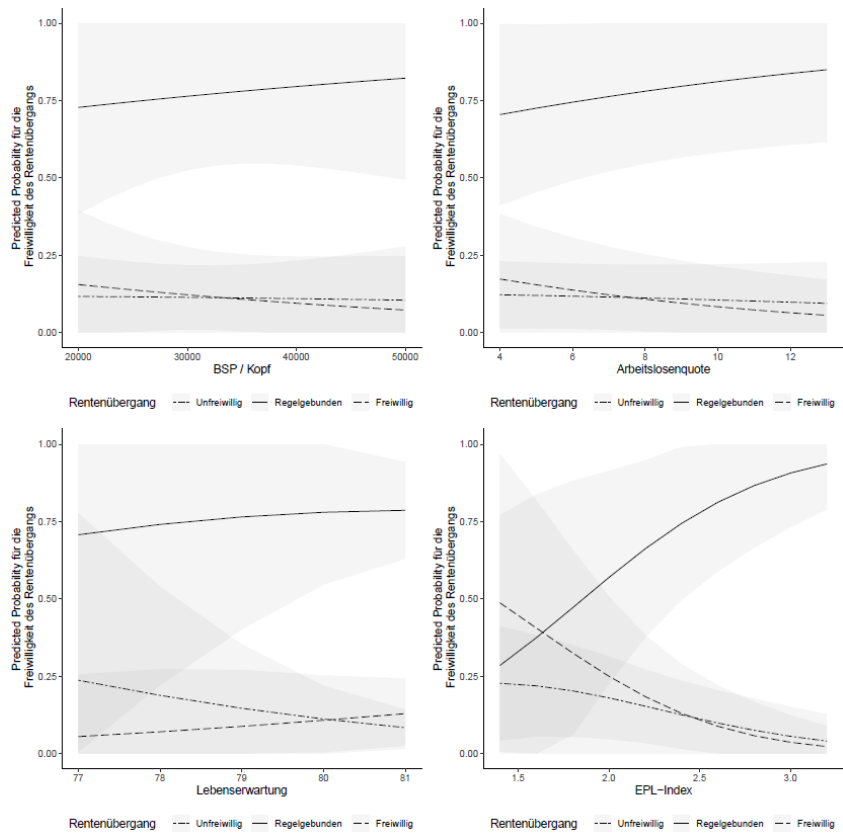 Predicted Probability für die
Freiwilligkeit des Rentenübergangs
1.00
0.75
0.50
0.25
0.00
20000 30000 40000 50000
BSP / Kopf
Rentenübergang Unfreiwillig Regelgebunden Freiwillig
Predicted Probability für die
Freiwilligkeit des Rentenübergangs
1.00
0.75
0.50
0.25
0.00
4 6 8 10 12
Arbeitslosenquote
Rentenübergang Unfreiwillig Regelgebunden Freiwillig
Predicted Probability für die
Freiwilligkeit des Rentenübergangs
1.00
0.75
0.50
0.25
0.00
77 78 79 80 81
Lebenserwartung
Rentenübergang Unfreiwillig Regelgebunden Freiwillig
Predicted Probability für die
Freiwilligkeit des Rentenübergangs
1.00
0.75
0.50
0.25
0.00
1.5 2.0 2.5 3.0
EPL−Index
Rentenübergang Unfreiwillig Regelgebunden Freiwillig